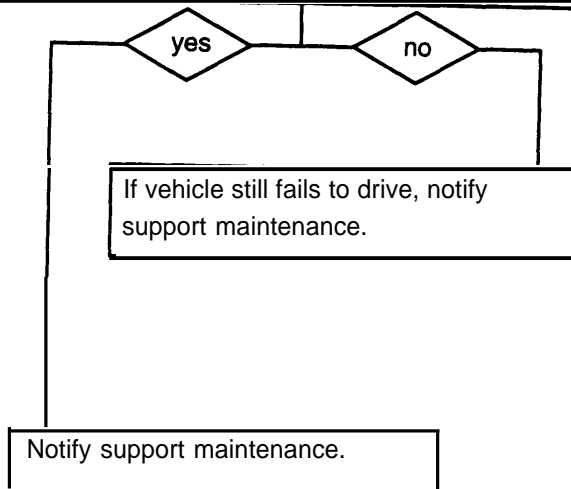 yes
no
If vehicle still fails to drive, notify
support maintenance.
Notify support maintenance.